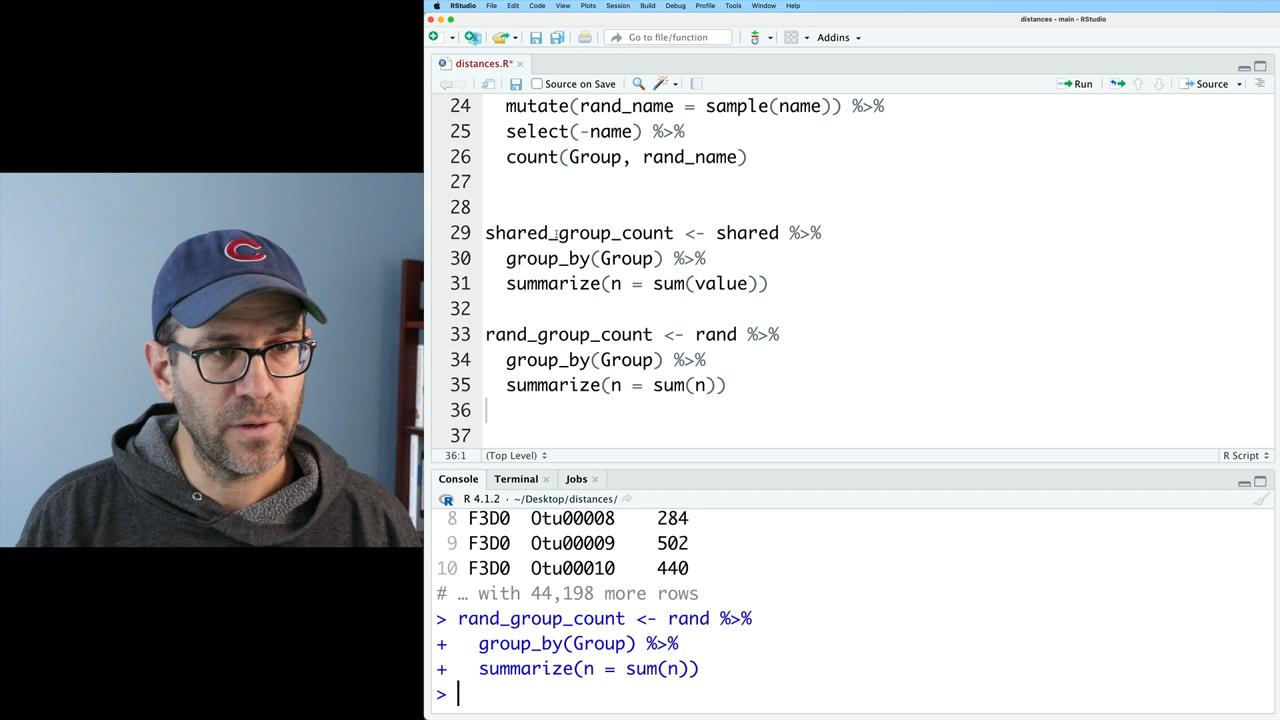 RStudio File Edit Code View Plots Session Build Debug Profile Tools Window Help
distances - main - RStudio
Go to file/function Addins
distances.R*
Source on Save Run Source
24 mutate(rand_name = sample(name)) %>%
25 select(-name) %>%
26 count(Group, rand_name)
27
28
29 shared_group_count <- shared %>%
30 group_by(Group) %>%
31 summarize(n = sum(value))
32
33 rand_group_count <- rand %>%
34 group_by(Group) %>%
35 summarize(n = sum(n))
36
37
36:1 (Top Level) R Script
Console Terminal Jobs
R 4.1.2 · ~/Desktop/distances/
8 F3D0 Otu00008 284
9 F3D0 Otu00009 502
10 F3D0 Otu00010 440
# … with 44,198 more rows
> rand_group_count <- rand %>%
+ group_by(Group) %>%
+ summarize(n = sum(n))
>
C